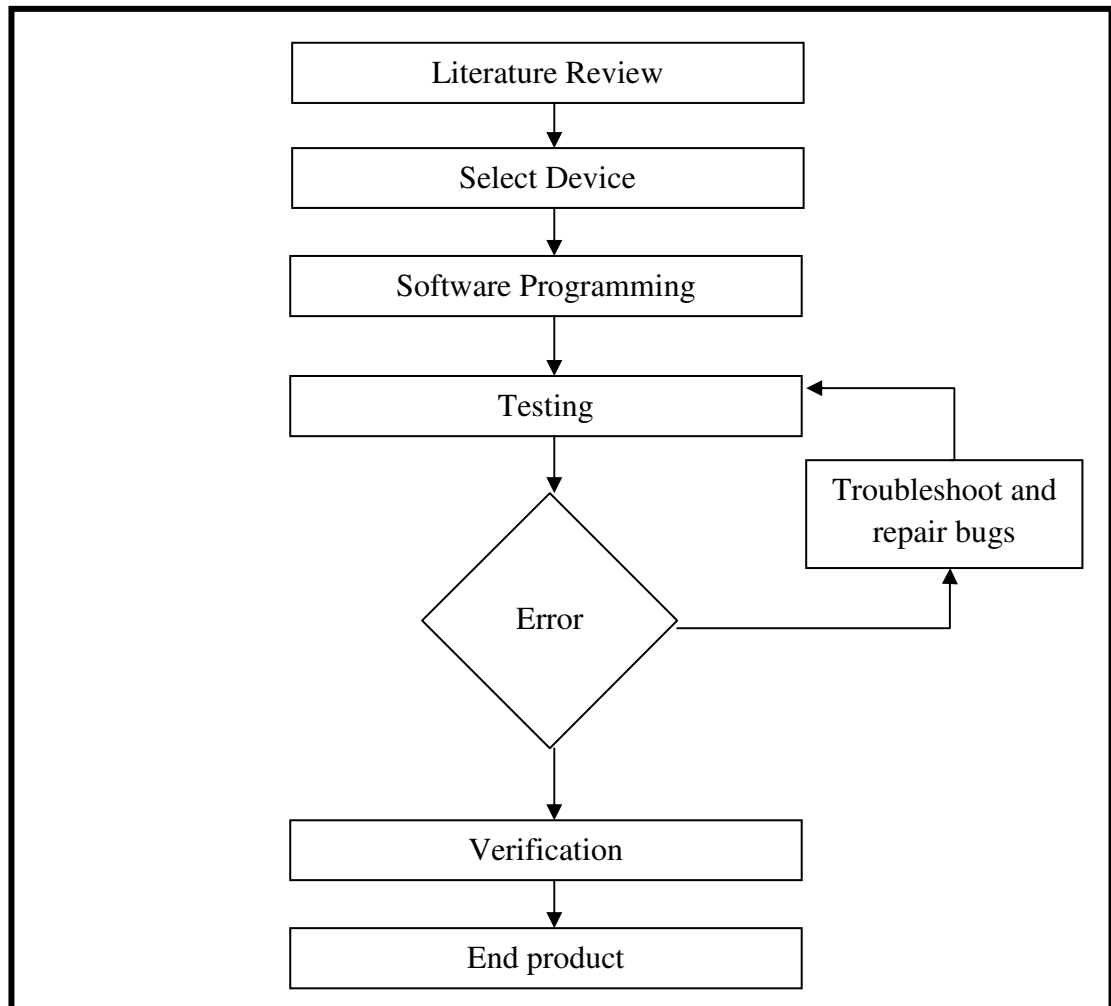 Literature Review
Select Device
Software Programming
Testing
Troubleshoot and
repair bugs
Error
Verification
End product